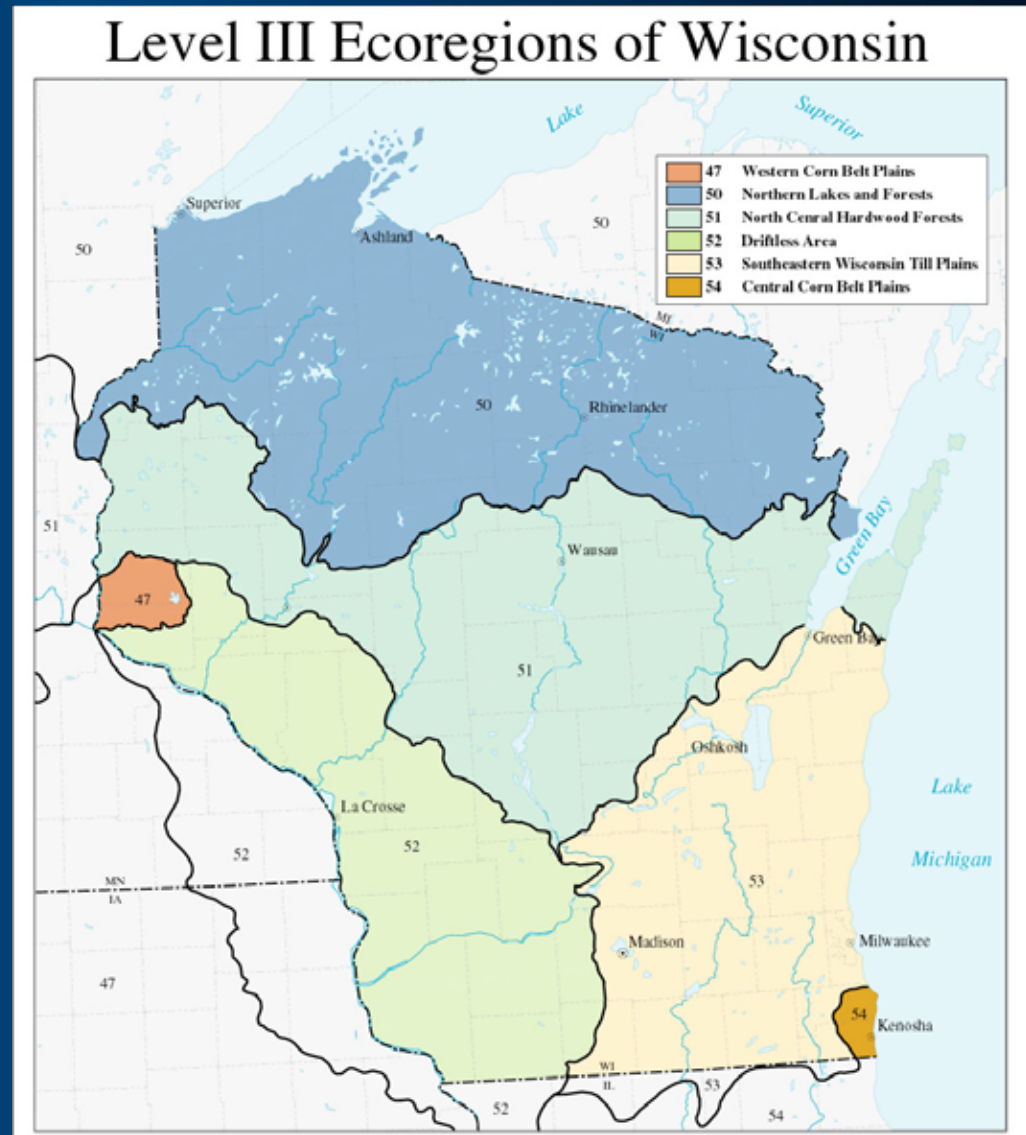 Level III Ecoregions of Wisconsin
Lake
Superior
47 Western Corn Belt Plains
50 Northern Lakes and Forests
51 North Cenral Hardwood Forests
52 Driftless Area
53 Southeastern Wisconsin Till Plains
54 Central Corn Belt Plains
Superior
50
50
Ashland
MI
WI
50
Rhinelander
51
Green Bay
Wausau
47
Green Bay
51
Oshkosh
Lake
La Crosse
52
52
Michigan
MN
IA
53
Madison
Milwaukee
47
54
Kenosha
WI
IL
53
52
54